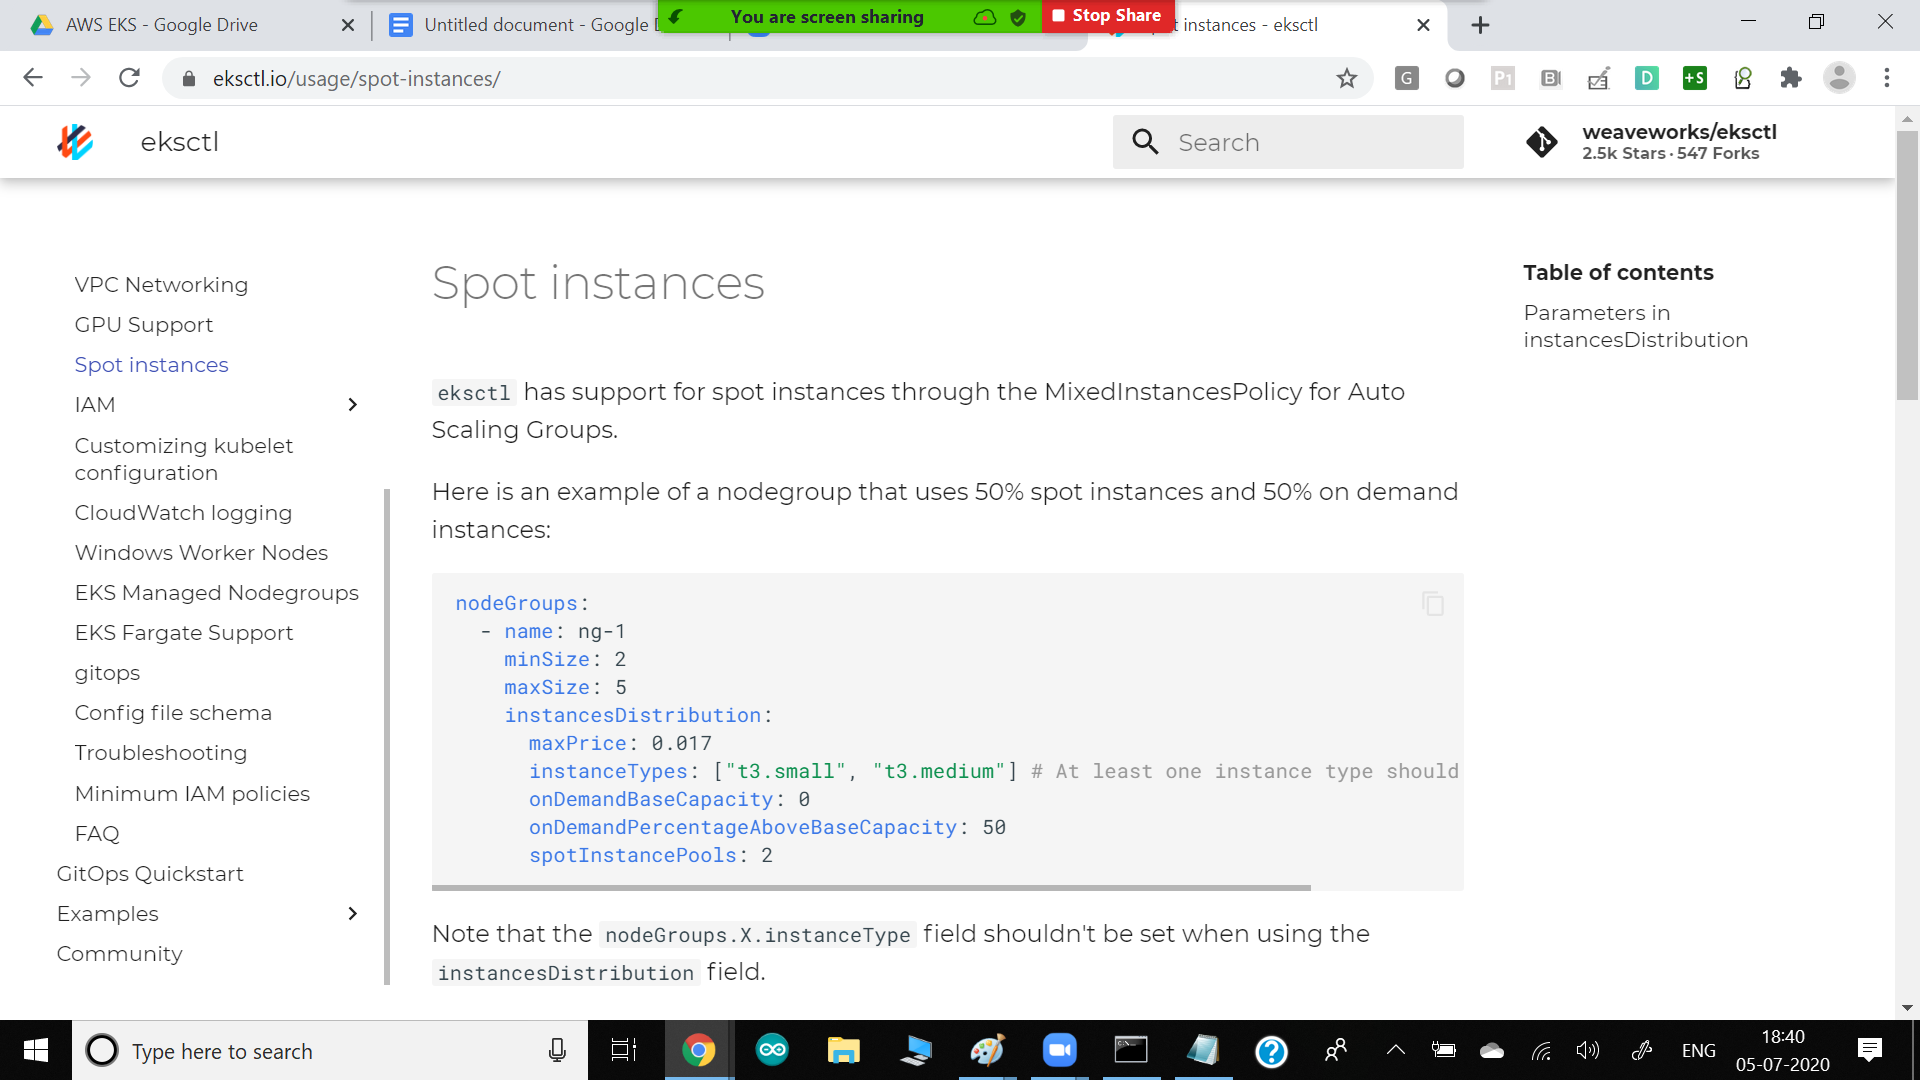 AWS EKS - Google Drive
Untitled document - Google
You are screen sharing
Stop Share
instances - eksctl
eksctl.io/usage/spot-instances/
eksctl
Search
weaveworks/eksctl
2.5k Stars · 547 Forks
VPC Networking
GPU Support
Spot instances
IAM
Customizing kubelet
configuration
CloudWatch logging
Windows Worker Nodes
EKS Managed Nodegroups
EKS Fargate Support
gitops
Config file schema
Troubleshooting
Minimum IAM policies
FAQ
GitOps Quickstart
Examples
Community
Spot instances
eksctl has support for spot instances through the MixedInstancesPolicy for Auto
Scaling Groups.
Here is an example of a nodegroup that uses 50% spot instances and 50% on demand
instances:
nodeGroups:
  - name: ng-1
    minSize: 2
    maxSize: 5
    instancesDistribution:
      maxPrice: 0.017
      instanceTypes: ["t3.small", "t3.medium"] # At least one instance type should
      onDemandBaseCapacity: 0
      onDemandPercentageAboveBaseCapacity: 50
      spotInstancePools: 2
Note that the nodeGroups.X.instanceType field shouldn't be set when using the
instancesDistribution field.
Table of contents
Parameters in
instancesDistribution
Type here to search
ENG
18:40
05-07-2020